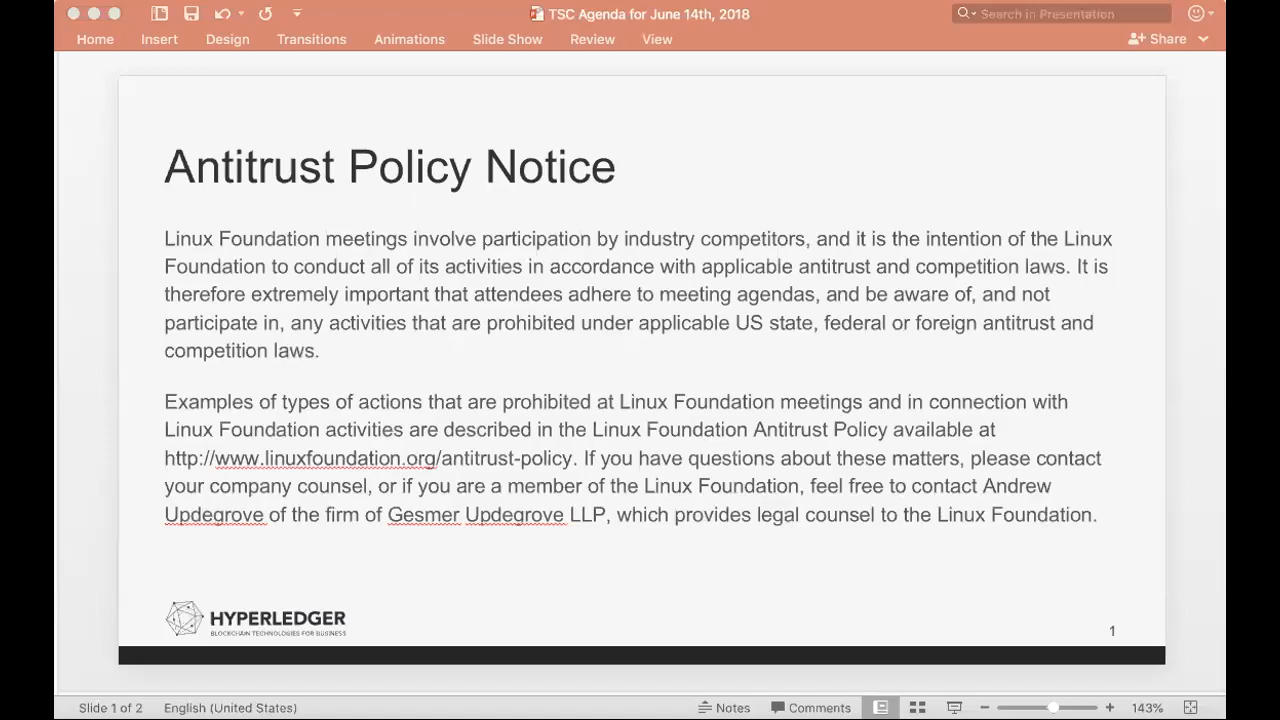 TSC Agenda for June 14th, 2018
Search in Presentation
Home Insert Design Transitions Animations Slide Show Review View Share
Antitrust Policy Notice
Linux Foundation meetings involve participation by industry competitors, and it is the intention of the Linux
Foundation to conduct all of its activities in accordance with applicable antitrust and competition laws. It is
therefore extremely important that attendees adhere to meeting agendas, and be aware of, and not
participate in, any activities that are prohibited under applicable US state, federal or foreign antitrust and
competition laws.
Examples of types of actions that are prohibited at Linux Foundation meetings and in connection with
Linux Foundation activities are described in the Linux Foundation Antitrust Policy available at
http://www.linuxfoundation.org/antitrust-policy. If you have questions about these matters, please contact
your company counsel, or if you are a member of the Linux Foundation, feel free to contact Andrew
Updegrove of the firm of Gesmer Updegrove LLP, which provides legal counsel to the Linux Foundation.
HYPERLEDGER
BLOCKCHAIN TECHNOLOGIES FOR BUSINESS
1
Slide 1 of 2 English (United States) Notes Comments 143%